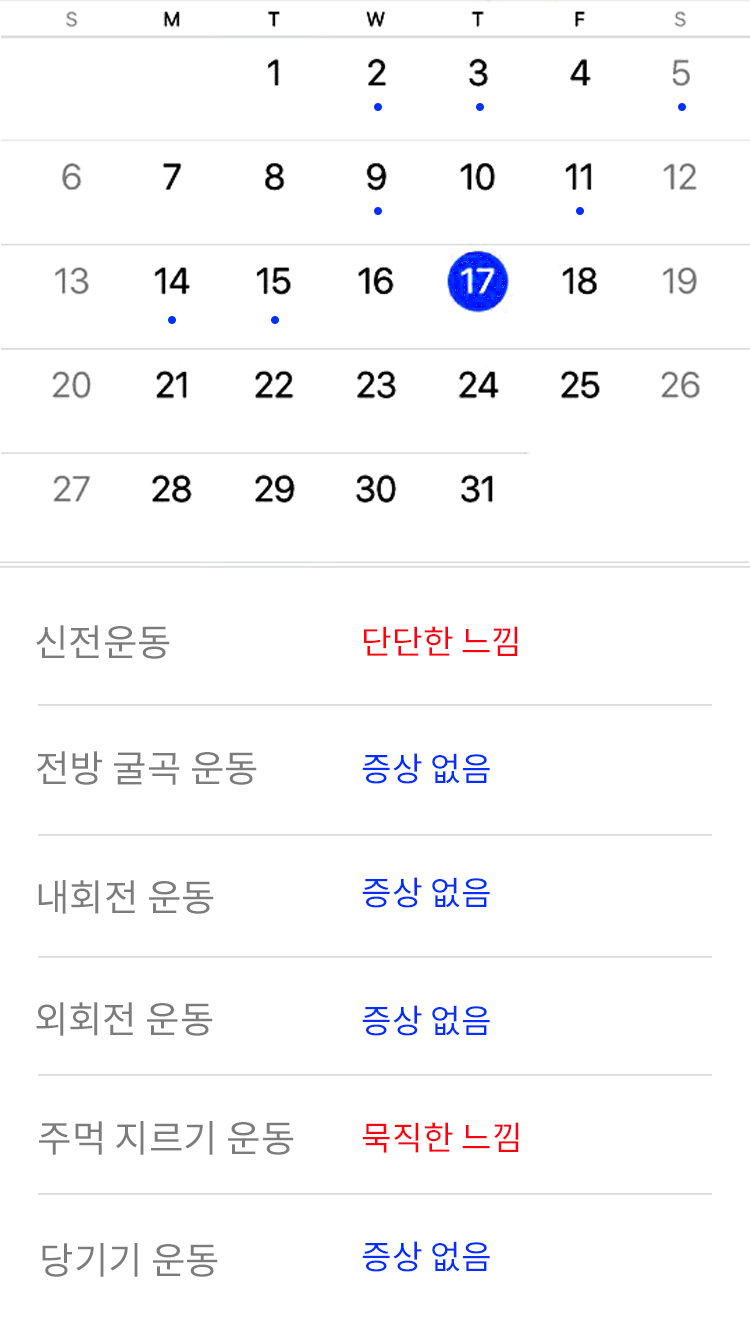 S M T W T F S
1 2 3 4 5
6 7 8 9 10 11 12
13 14 15 16 17 18 19
20 21 22 23 24 25 26
27 28 29 30 31
신전운동 단단한 느낌
전방 굴곡 운동 증상 없음
내회전 운동 증상 없음
외회전 운동 증상 없음
주먹 지르기 운동 묵직한 느낌
당기기 운동 증상 없음